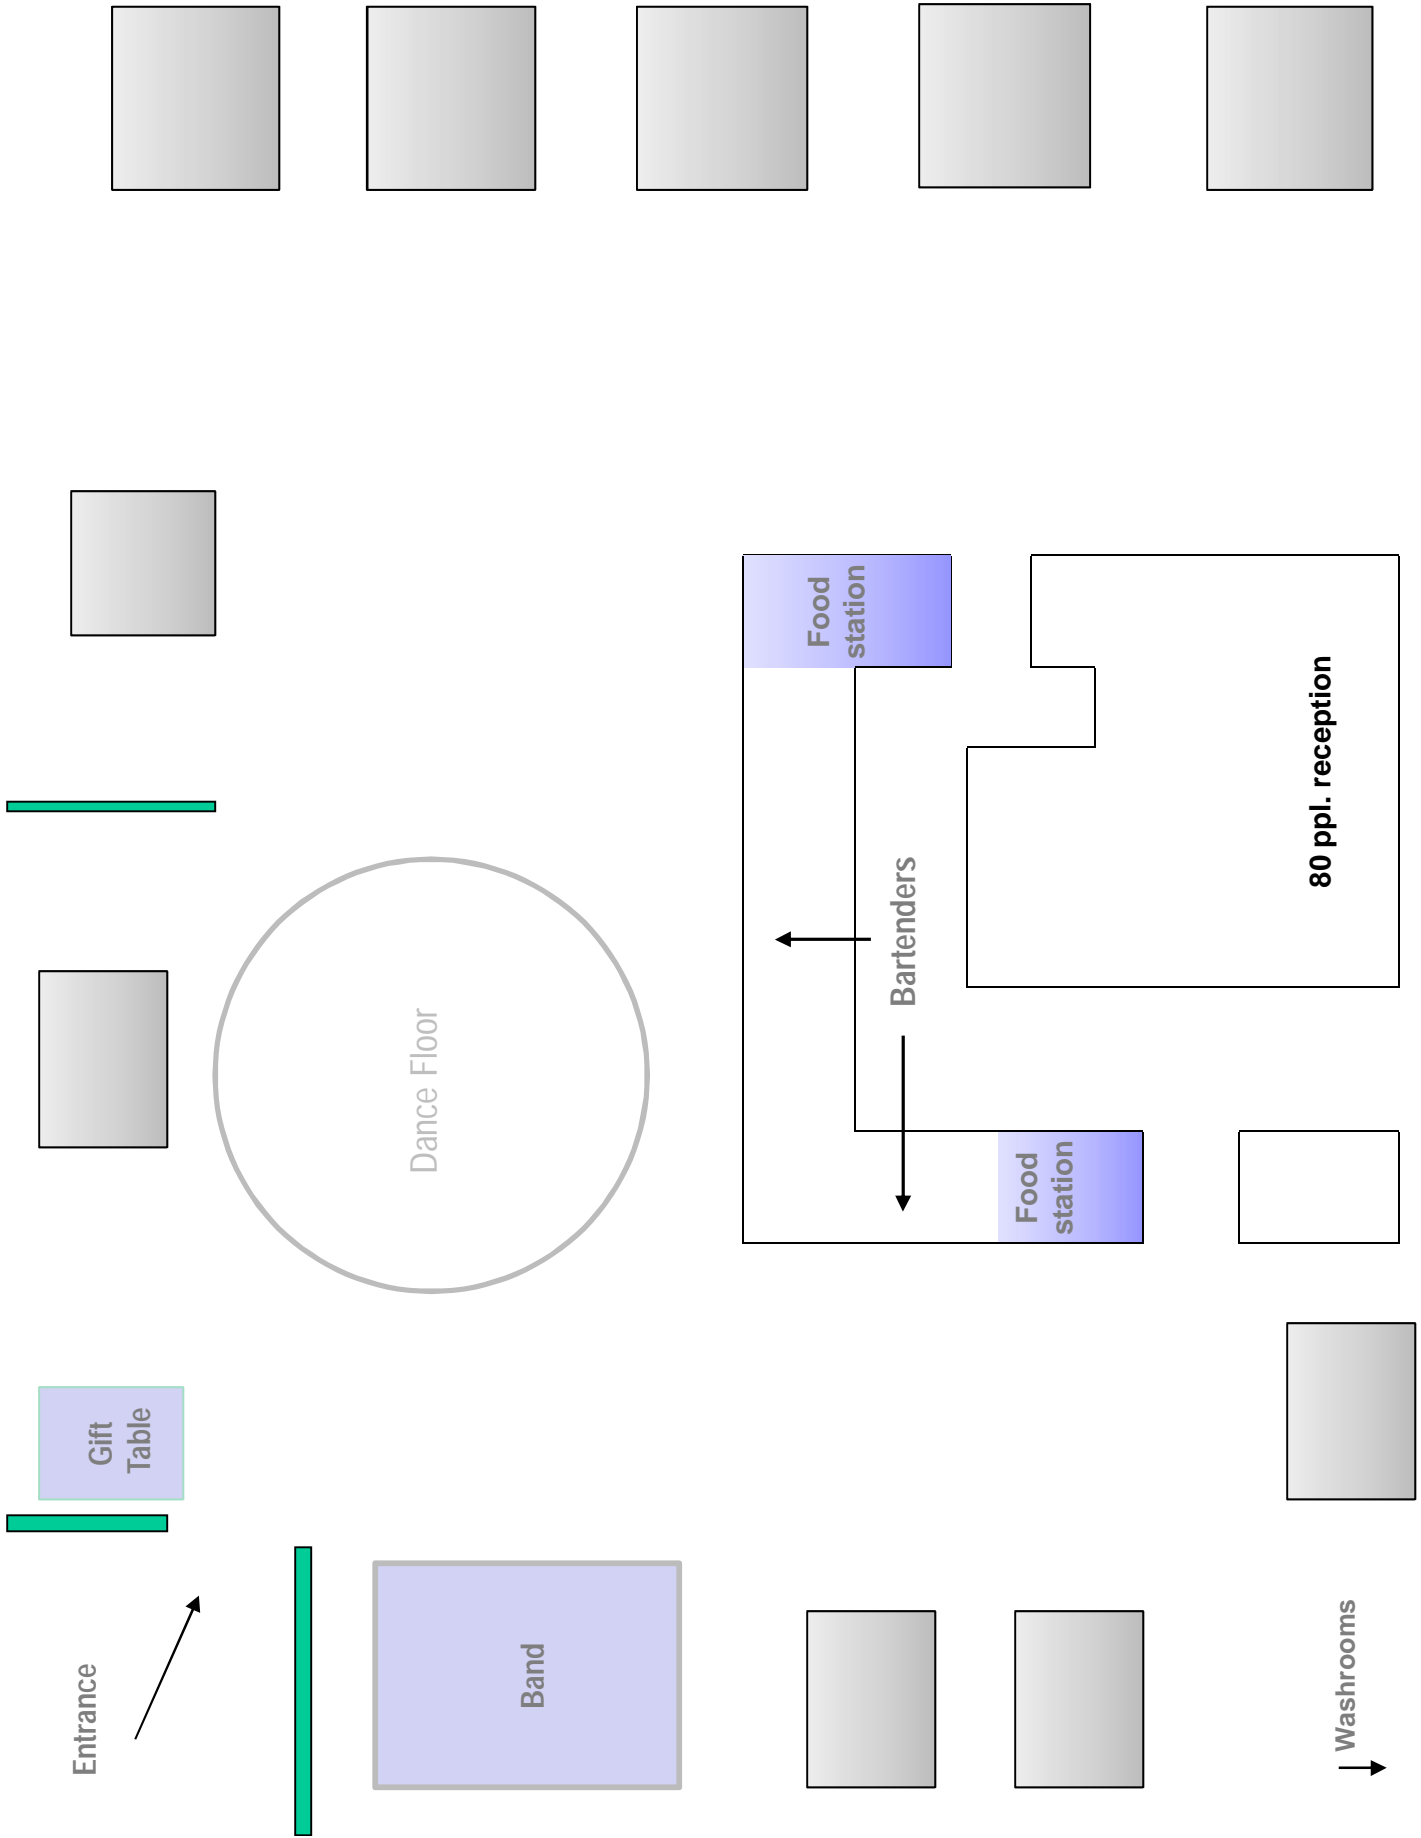 Entrance
Gift
Table
Dance Floor
Band
Food
station
Bartenders
Food
station
80 ppl. reception
Washrooms